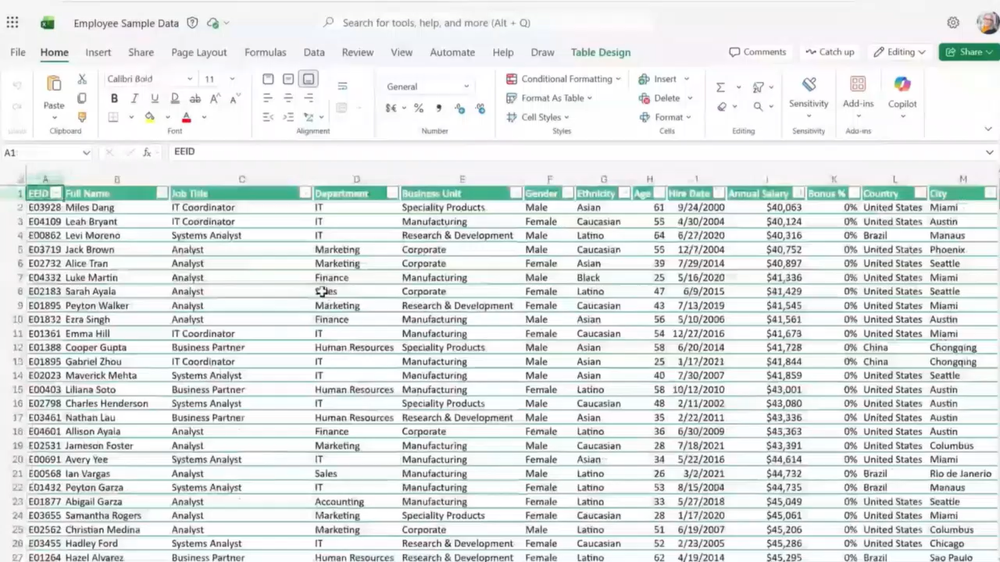 Employee Sample Data
Search for tools, help, and more (Alt + Q)
File Home Insert Share Page Layout Formulas Data Review View Automate Help Draw Table Design Comments Catch up Editing Share
Calibri Bold 11 General Conditional Formatting Insert
Paste B I U D ab A A Format As Table Delete Sensitivity Add-ins Copilot
A $€ % Cell Styles Format
Clipboard Font Alignment Number Styles Cells Editing Sensitivity Add-ins
A1 fx EEID
A B C D E F G H I J K L M
1 EEID Full Name Job Title Department Business Unit Gender Ethnicity Age Hire Date Annual Salary Bonus % Country City
2 E03928 Miles Dang IT Coordinator IT Speciality Products Male Asian 61 9/24/2000 $40,063 0% United States Miami
3 E04109 Leah Bryant IT Coordinator IT Manufacturing Female Caucasian 55 4/30/2004 $40,124 0% United States Austin
4 E00862 Levi Moreno Systems Analyst IT Research & Development Male Latino 64 6/27/2020 $40,316 0% Brazil Manaus
5 E03719 Jack Brown Analyst Marketing Corporate Male Caucasian 55 12/7/2004 $40,752 0% United States Phoenix
6 E02732 Alice Tran Analyst Marketing Corporate Female Asian 39 7/29/2014 $40,897 0% United States Seattle
7 E04332 Luke Martin Analyst Finance Manufacturing Male Black 25 5/16/2020 $41,336 0% United States Miami
8 E02183 Sarah Ayala Analyst Corporate Female Latino 47 6/9/2015 $41,429 0% United States Seattle
9 E01895 Peyton Walker Analyst Marketing Research & Development Female Caucasian 43 7/13/2019 $41,545 0% United States Miami
10 E01832 Ezra Singh Analyst Finance Manufacturing Male Asian 56 5/10/2006 $41,561 0% United States Austin
11 E01361 Emma Hill IT Coordinator IT Manufacturing Female Caucasian 54 12/27/2016 $41,673 0% United States Miami
12 E01388 Cooper Gupta Business Partner Human Resources Speciality Products Male Asian 58 6/20/2014 $41,728 0% China Chongqing
13 E01895 Gabriel Zhou IT Coordinator IT Manufacturing Male Asian 25 1/17/2021 $41,844 0% China Chongqing
14 E02023 Maverick Mehta Systems Analyst IT Manufacturing Male Asian 40 7/30/2007 $41,859 0% United States Seattle
15 E00403 Liliana Soto Business Partner Human Resources Manufacturing Female Latino 58 10/12/2010 $43,001 0% United States Austin
16 E02798 Charles Henderson Systems Analyst IT Speciality Products Male Caucasian 48 2/11/2002 $43,080 0% United States Austin
17 E03461 Nathan Lau Business Partner Human Resources Research & Development Male Asian 35 2/22/2011 $43,336 0% United States Austin
18 E04601 Allison Ayala Analyst Finance Corporate Female Latino 36 6/30/2009 $43,363 0% United States Austin
19 E02531 Jameson Foster Analyst Marketing Manufacturing Male Caucasian 28 7/18/2021 $43,391 0% United States Columbus
20 E00691 Avery Yee Systems Analyst IT Manufacturing Female Asian 34 5/22/2016 $44,614 0% United States Miami
21 E00568 Ian Vargas Analyst Sales Manufacturing Male Latino 26 3/2/2021 $44,732 0% Brazil Rio de Janerio
22 E01432 Peyton Garza Systems Analyst IT Manufacturing Female Latino 53 8/15/2004 $44,735 0% Brazil Manaus
23 E01877 Abigail Garza Analyst Accounting Manufacturing Female Latino 33 5/27/2018 $45,049 0% United States Seattle
24 E03655 Samantha Rogers Analyst Marketing Speciality Products Female Caucasian 28 1/17/2020 $45,061 0% United States Miami
25 E02562 Christian Medina Analyst Marketing Corporate Male Latino 51 6/19/2007 $45,206 0% United States Columbus
26 E03455 Hadley Ford Systems Analyst IT Research & Development Female Caucasian 52 2/23/2005 $45,286 0% United States Chicago
27 E01264 Hazel Alvarez Business Partner Human Resources Research & Development Female Latino 62 4/19/2014 $45,295 0% Brazil Sao Paulo